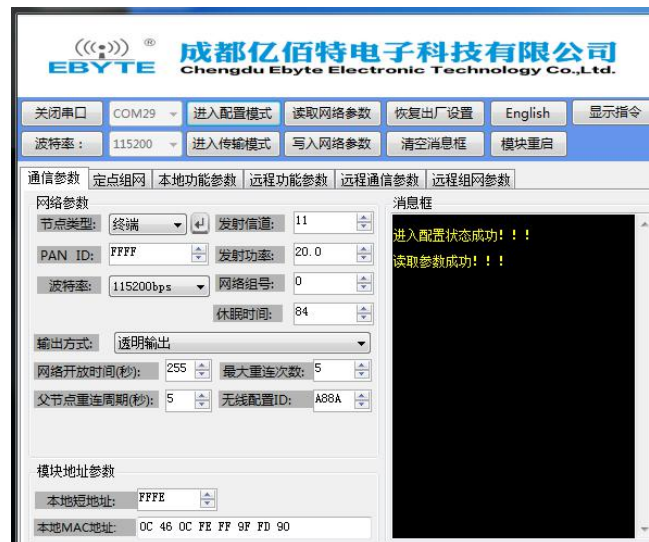 ((( ))) ®
EBYTE
成都亿佰特电子科技有限公司
Chengdu Ebyte Electronic Technology Co.,Ltd.
关闭串口 COM29 进入配置模式 读取网络参数 恢复出厂设置 English 显示指令
波特率： 115200 进入传输模式 写入网络参数 清空消息框 模块重启
通信参数 定点组网 本地功能参数 远程功能参数 远程通信参数 远程组网参数
网络参数 消息框
节点类型: 终端 发射信道: 11
进入配置状态成功！！！
PAN ID: FFFF 发射功率: 20.0
读取参数成功！！！
波特率: 115200bps 网络组号: 0
休眠时间: 84
输出方式: 透明输出
网络开放时间(秒): 255 最大重连次数: 5
父节点重连周期(秒): 5 无线配置ID: A88A
模块地址参数
本地短地址: FFFE
本地MAC地址: 0C 46 0C FE FF 9F FD 90